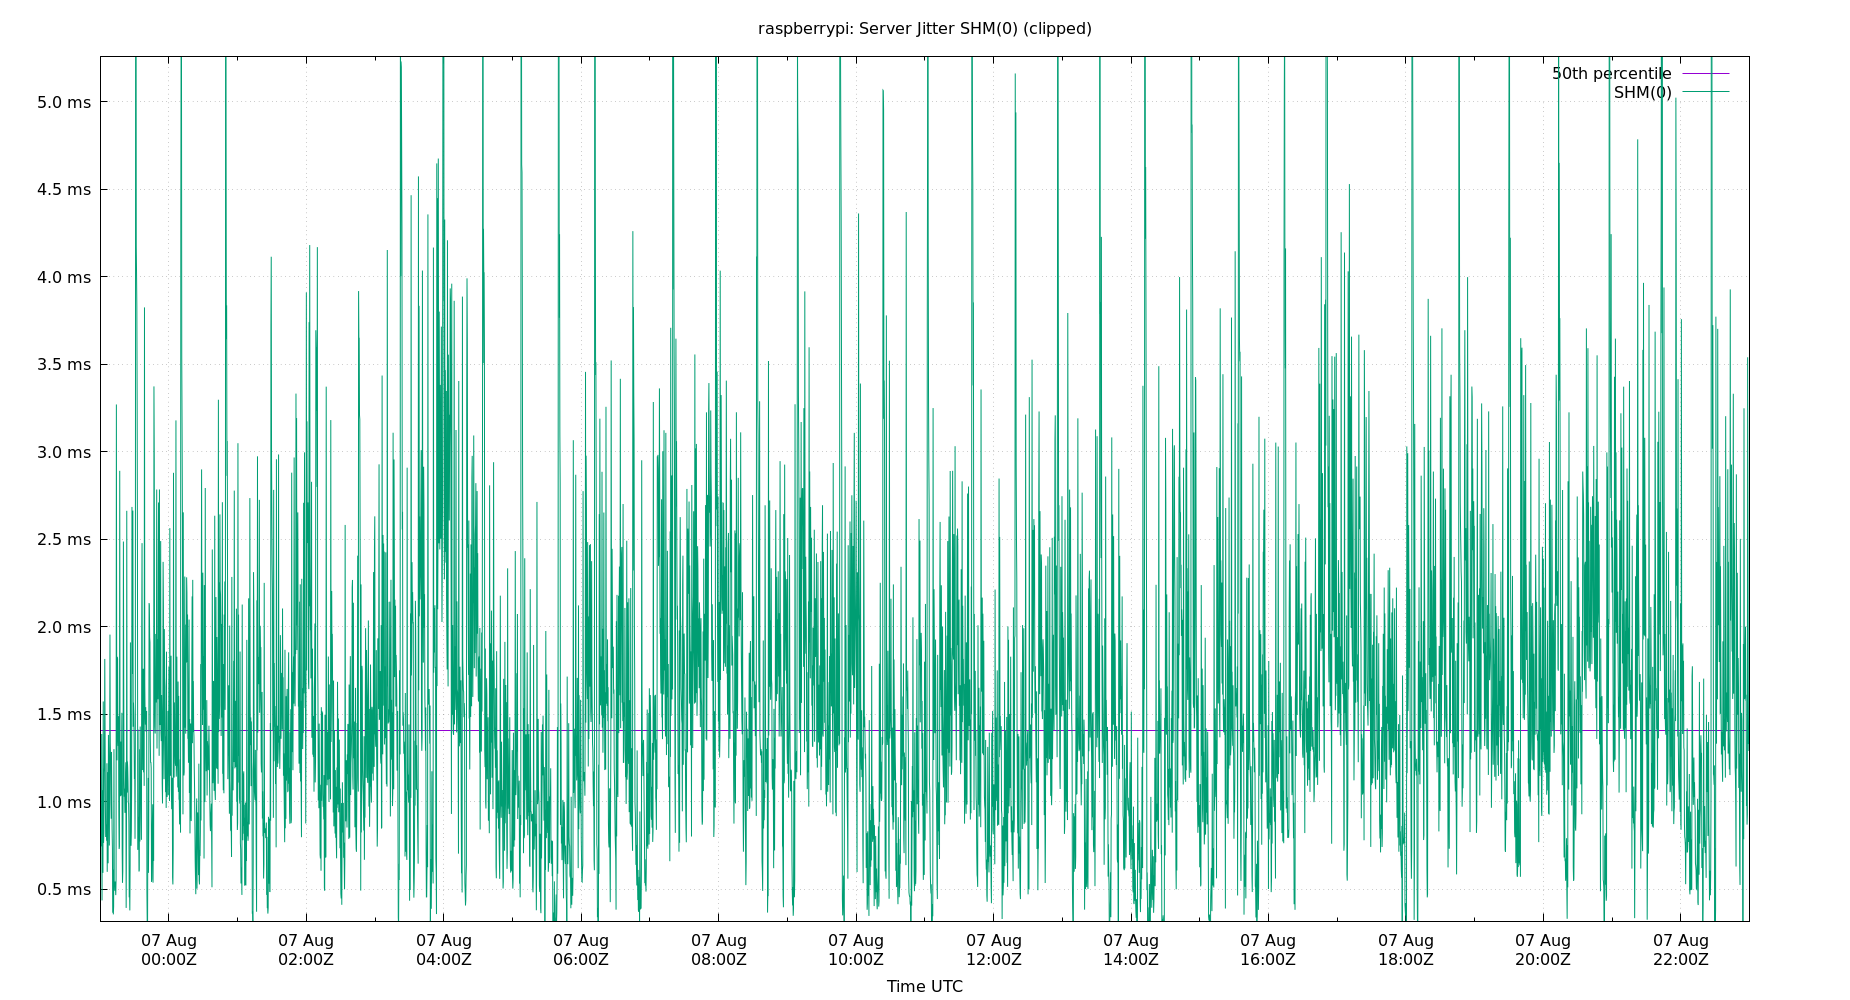 raspberrypi: Server Jitter SHM(0) (clipped)
50th percentile
SHM(0)
5.0 ms
4.5 ms
4.0 ms
3.5 ms
3.0 ms
2.5 ms
2.0 ms
1.5 ms
1.0 ms
0.5 ms
07 Aug 07 Aug 07 Aug 07 Aug 07 Aug 07 Aug 07 Aug 07 Aug 07 Aug 07 Aug 07 Aug 07 Aug
00:00Z 02:00Z 04:00Z 06:00Z 08:00Z 10:00Z 12:00Z 14:00Z 16:00Z 18:00Z 20:00Z 22:00Z
Time UTC